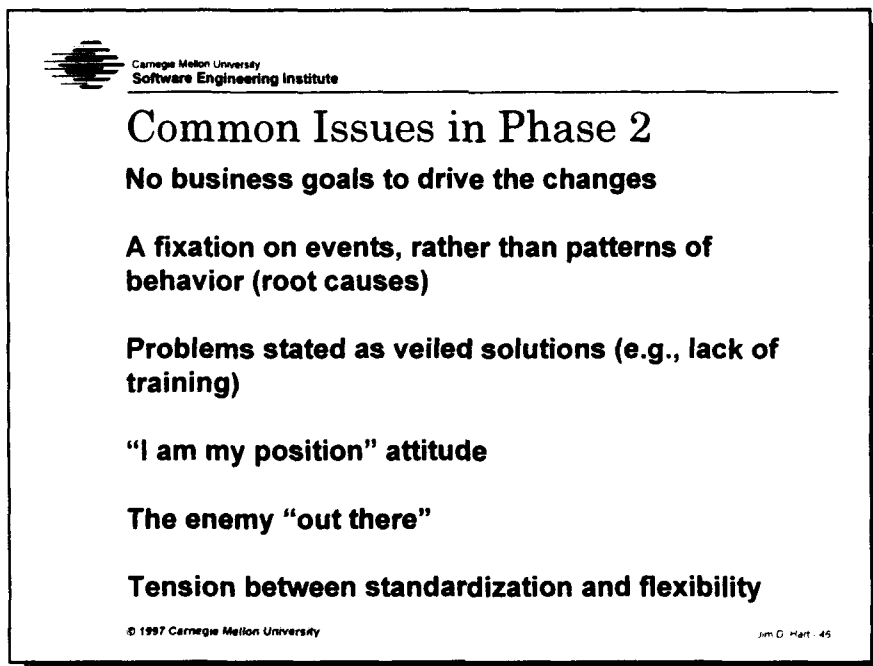 Carnegie Mellon University
Software Engineering Institute
Common Issues in Phase 2
No business goals to drive the changes
A fixation on events, rather than patterns of
behavior (root causes)
Problems stated as veiled solutions (e.g., lack of
training)
“I am my position” attitude
The enemy “out there”
Tension between standardization and flexibility
© 1997 Carnegie Mellon University
Jim D. Hart - 46